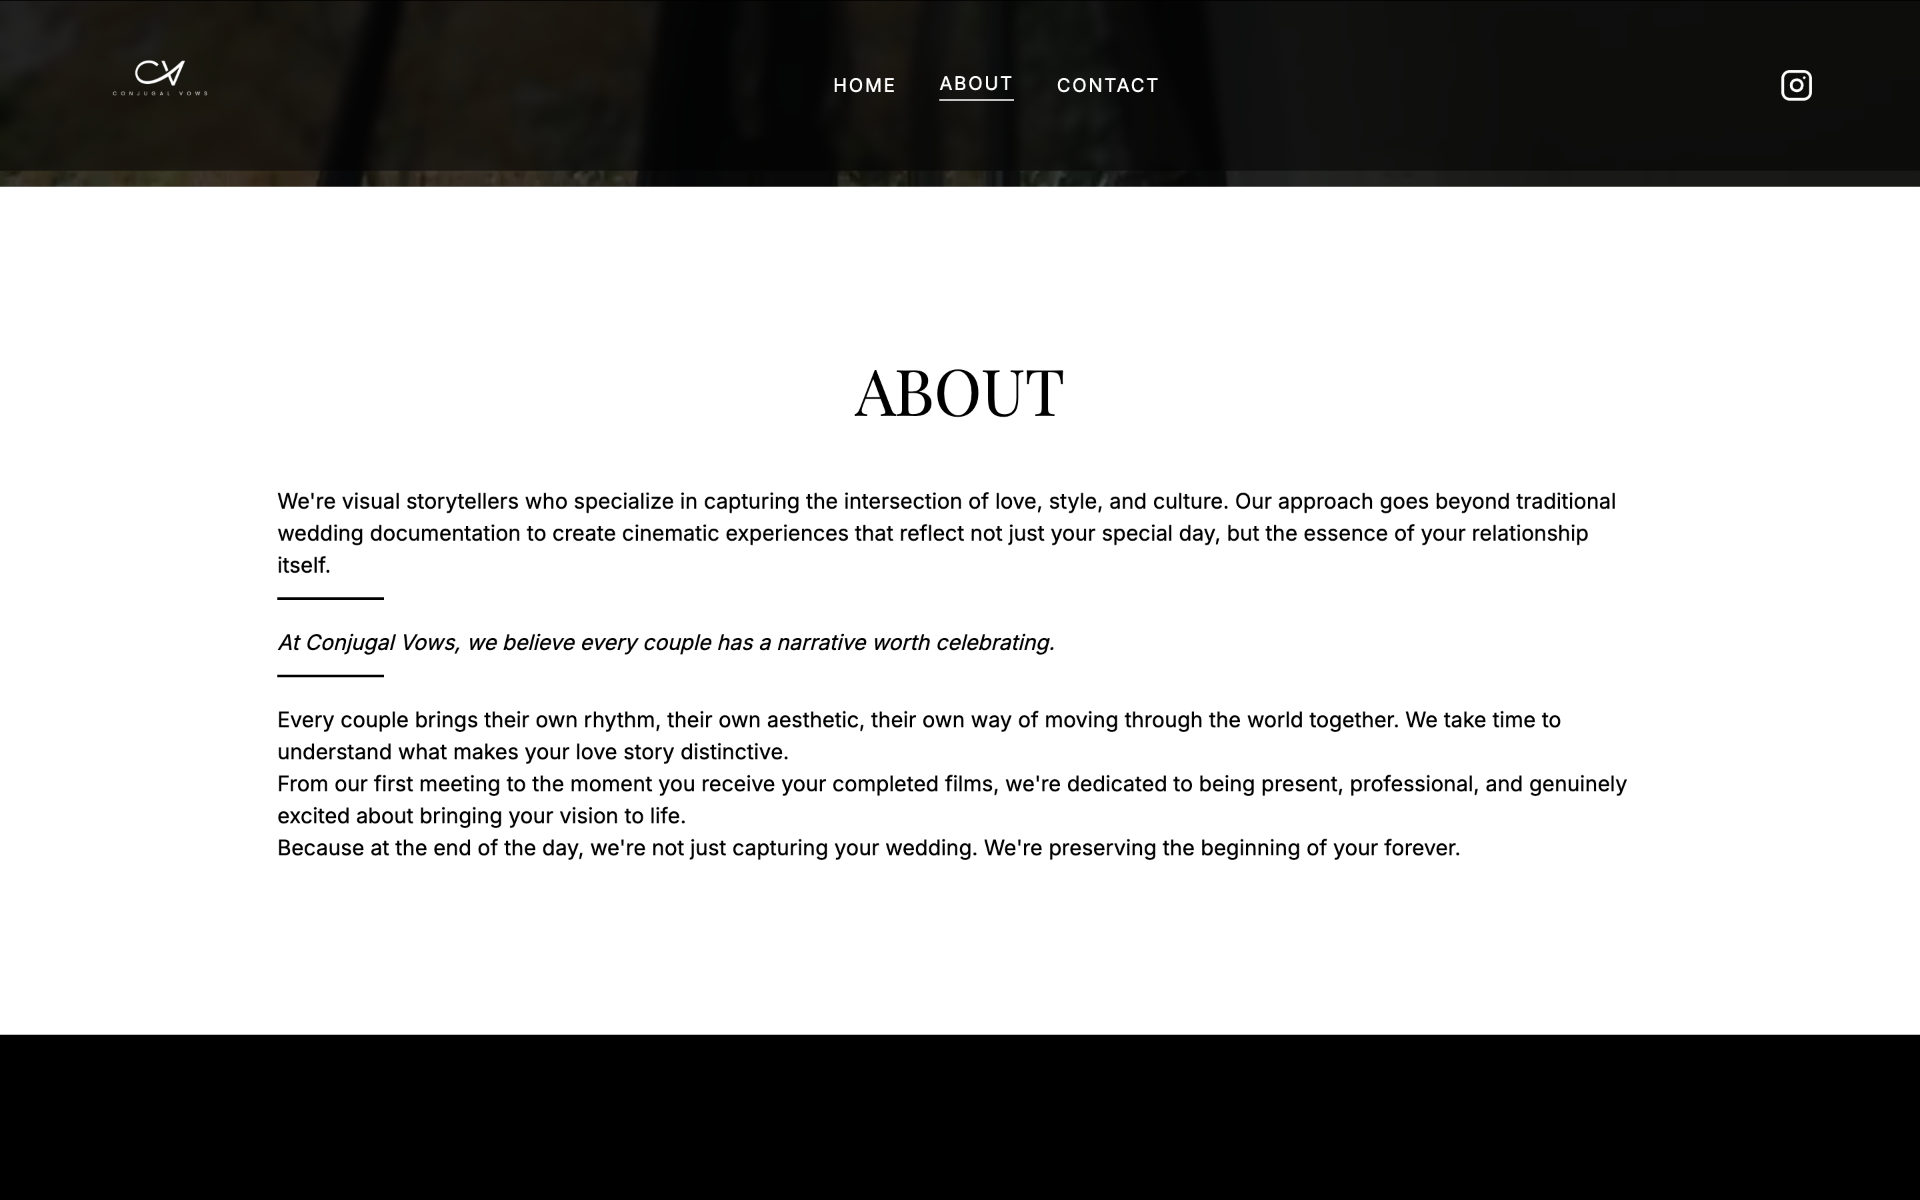 CV
CONJUGAL VOWS
HOME ABOUT CONTACT
ABOUT
We're visual storytellers who specialize in capturing the intersection of love, style, and culture. Our approach goes beyond traditional
wedding documentation to create cinematic experiences that reflect not just your special day, but the essence of your relationship
itself.
At Conjugal Vows, we believe every couple has a narrative worth celebrating.
Every couple brings their own rhythm, their own aesthetic, their own way of moving through the world together. We take time to
understand what makes your love story distinctive.
From our first meeting to the moment you receive your completed films, we're dedicated to being present, professional, and genuinely
excited about bringing your vision to life.
Because at the end of the day, we're not just capturing your wedding. We're preserving the beginning of your forever.